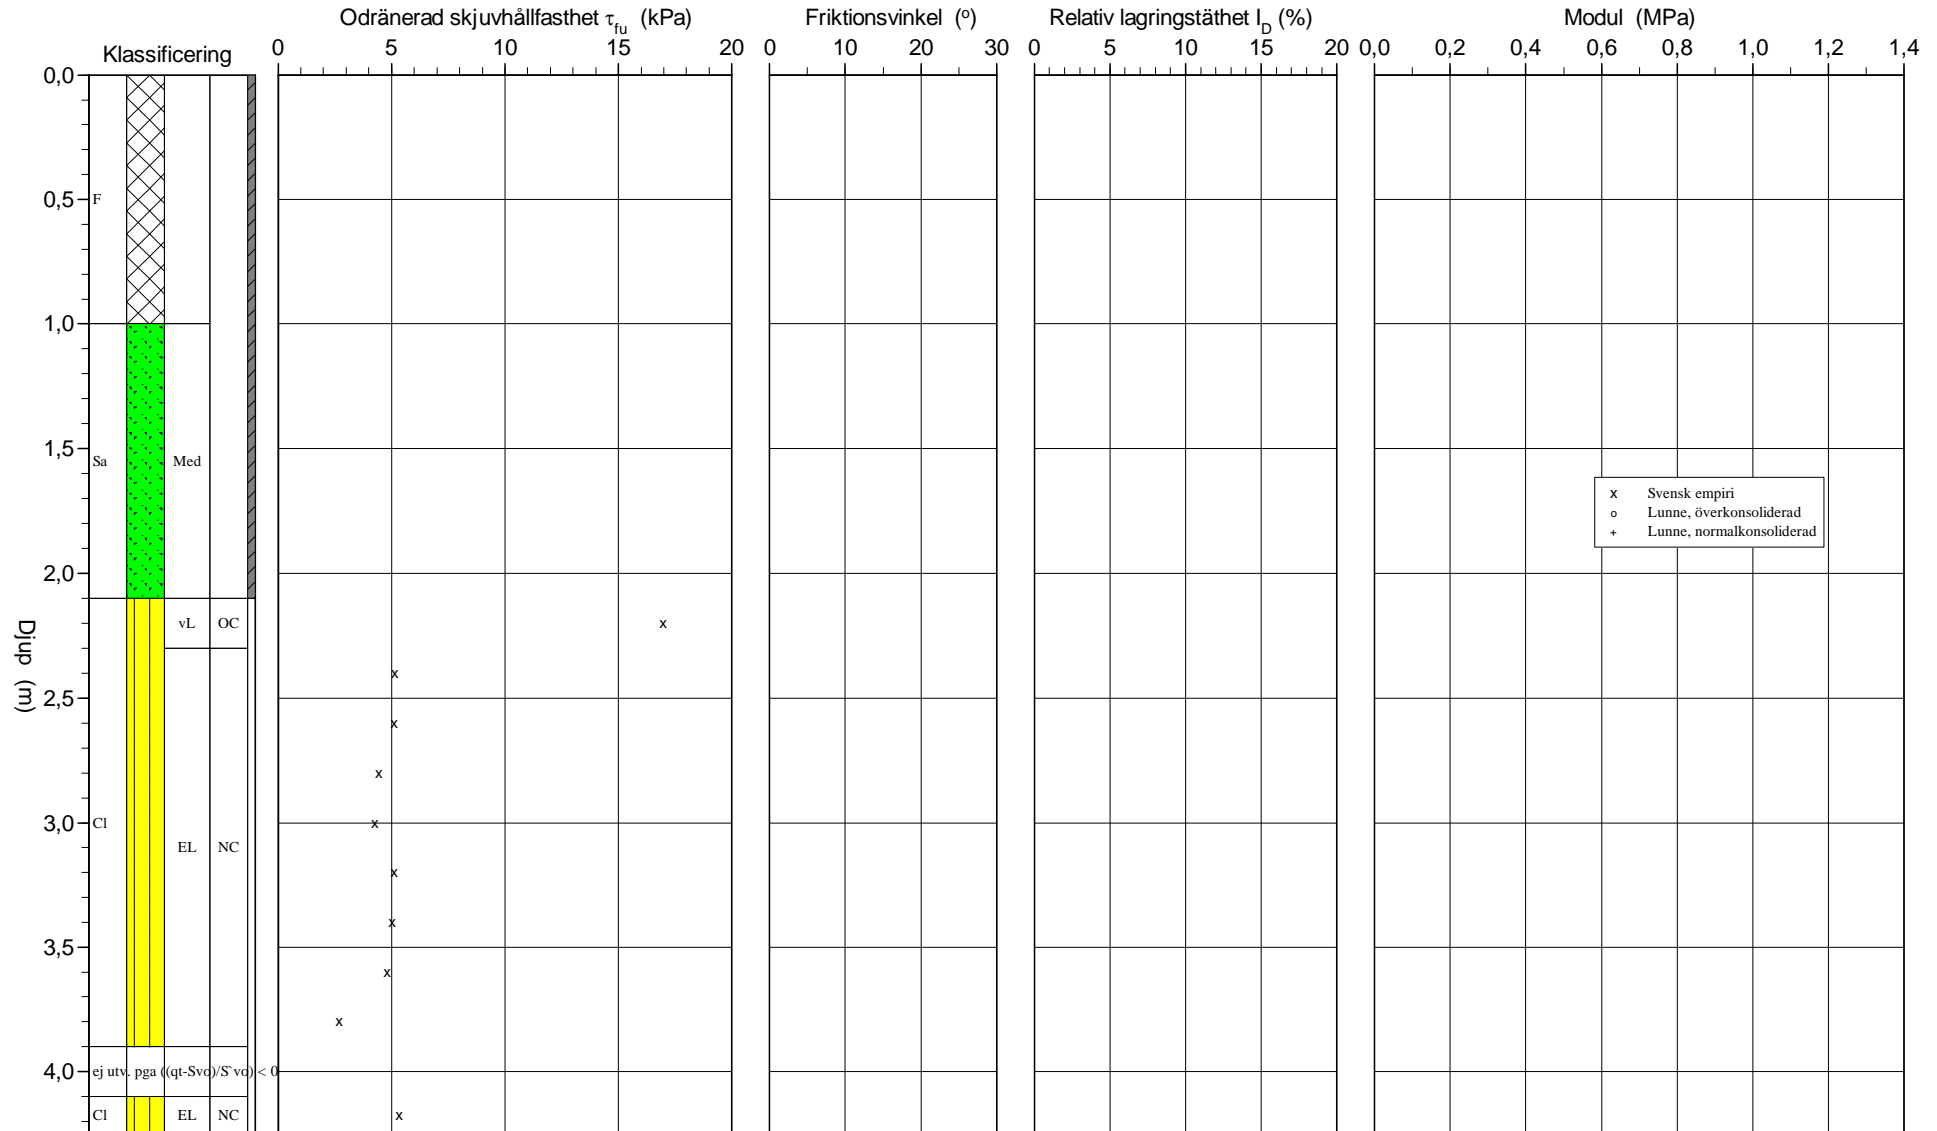 Odränerad skjuvhållfasthet τfu (kPa)
Friktionsvinkel (o)
Relativ lagringstäthet ID (%)
Modul (MPa)
Klassificering
0 5 10 15 20
0 10 20 30
0 5 10 15 20
0,0 0,2 0,4 0,6 0,8 1,0 1,2 1,4
0,0
0,5
F
1,0
1,5
Sa Med
x Svensk empiri
o Lunne, överkonsoliderad
+ Lunne, normalkonsoliderad
2,0
vL OC
Djup (m)
2,5
3,0
Cl
EL NC
3,5
4,0
ej utv. pga ((qt-Svo)/S`vo) < 0
Cl EL NC